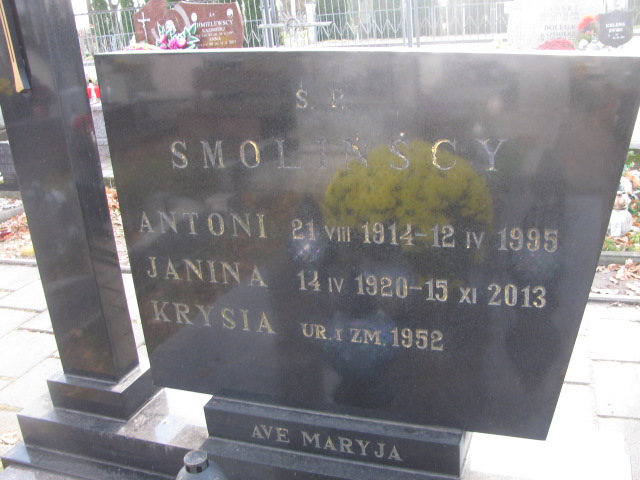 Ś. P.
SMOLIŃSCY
ANTONI 21 VIII 1914-12 IV 1995
JANINA 14 IV 1920-15 XI 2013
KRYSIA UR. I ZM. 1952
AVE MARYJA